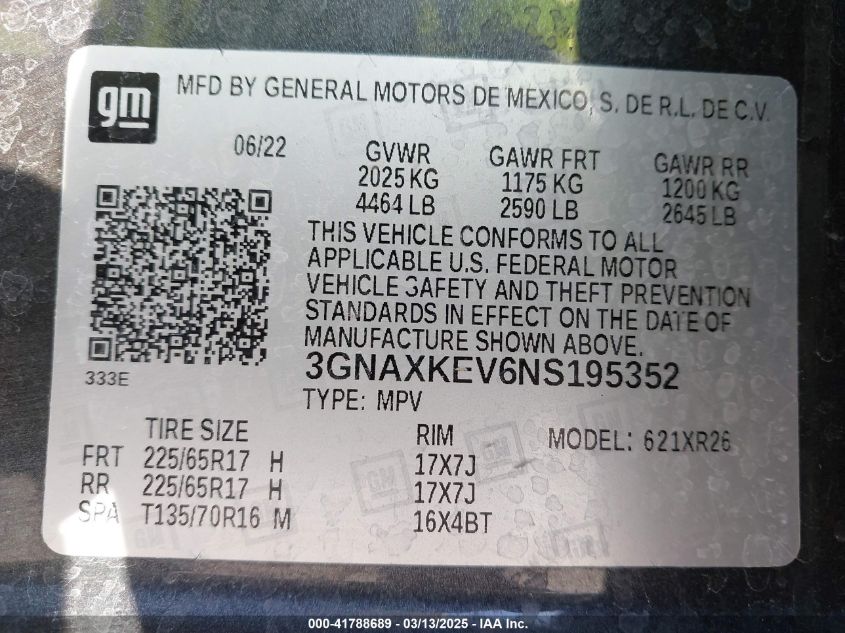 gm
MFD BY GENERAL MOTORS DE MEXICO, S. DE R.L. DE C.V.
06/22 GVWR GAWR FRT GAWR RR
2025 KG 1175 KG 1200 KG
4464 LB 2590 LB 2645 LB
THIS VEHICLE CONFORMS TO ALL
APPLICABLE U.S. FEDERAL MOTOR
VEHICLE SAFETY AND THEFT PREVENTION
STANDARDS IN EFFECT ON THE DATE OF
MANUFACTURE SHOWN ABOVE.
333E
3GNAXKEV6NS195352
TYPE: MPV
TIRE SIZE RIM MODEL: 621XR26
FRT 225/65R17 H 17X7J
RR 225/65R17 H 17X7J
SPA T135/70R16 M 16X4BT
000-41788689 - 03/13/2025 - IAA Inc.